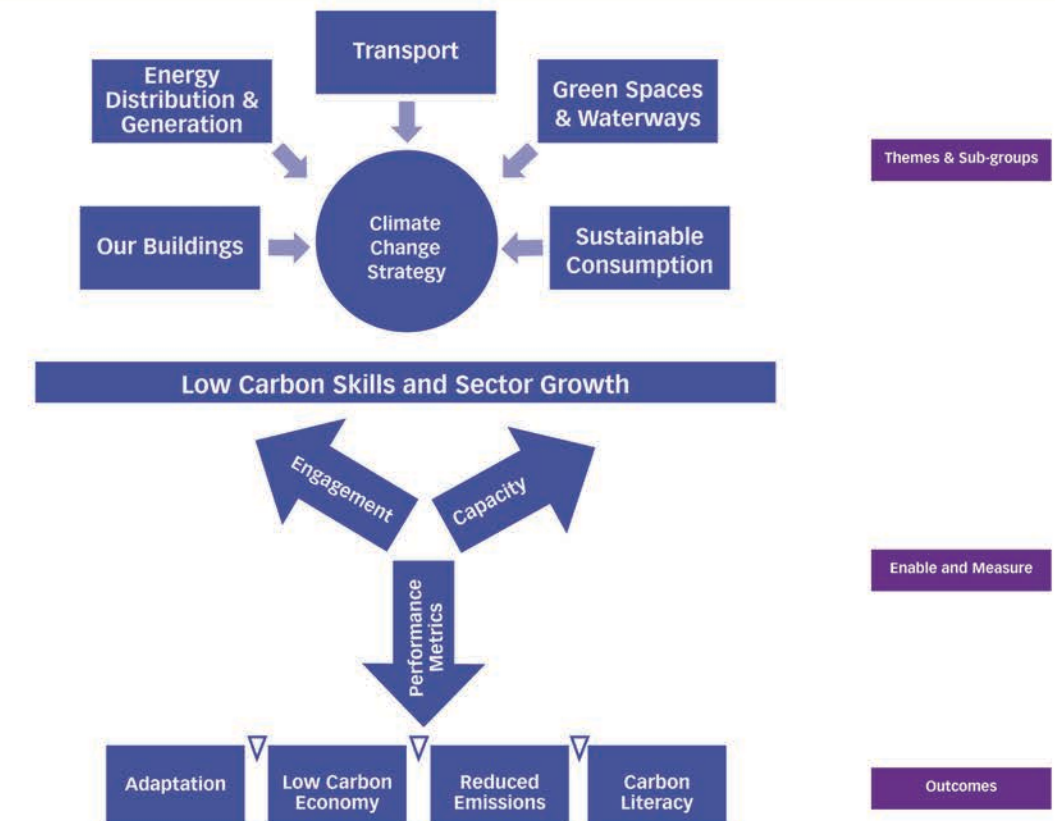 Transport
Energy
Distribution &
Generation
Green Spaces
& Waterways
Themes & Sub-groups
Our Buildings
Climate
Change
Strategy
Sustainable
Consumption
Low Carbon Skills and Sector Growth
Engagement
Capacity
Enable and Measure
Performance
Metrics
Adaptation
Low Carbon
Economy
Reduced
Emissions
Carbon
Literacy
Outcomes